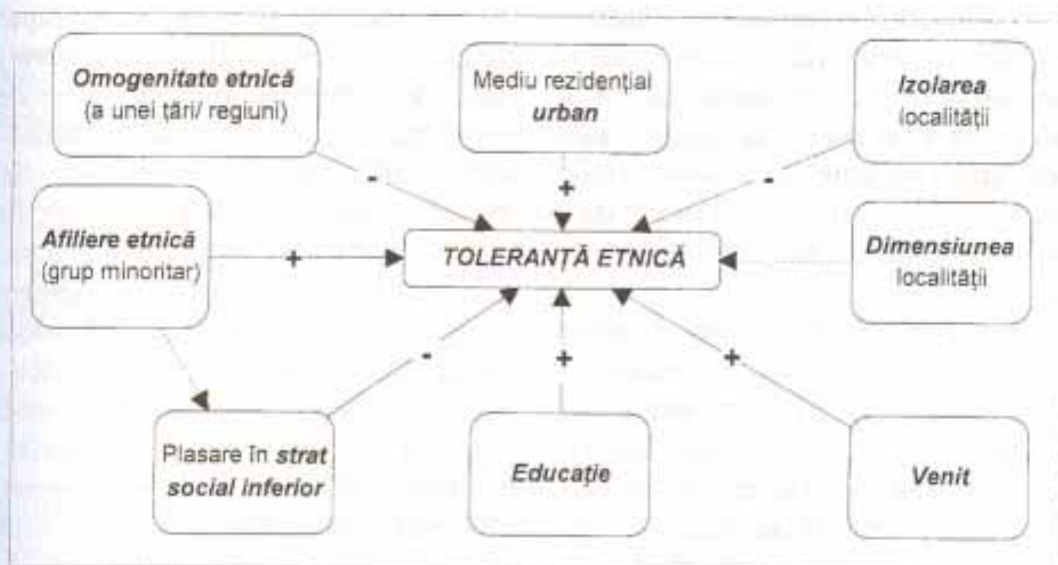 Omogenitate etnică
(a unei țări/ regiuni)
Mediu rezidențial
urban
Izolarea
localității
-
+
-
Afiliere etnică
(grup minoritar)
+
TOLERANȚĂ ETNICĂ
Dimensiunea
localității
-
+
+
Plasare în strat
social inferior
Educație
Venit